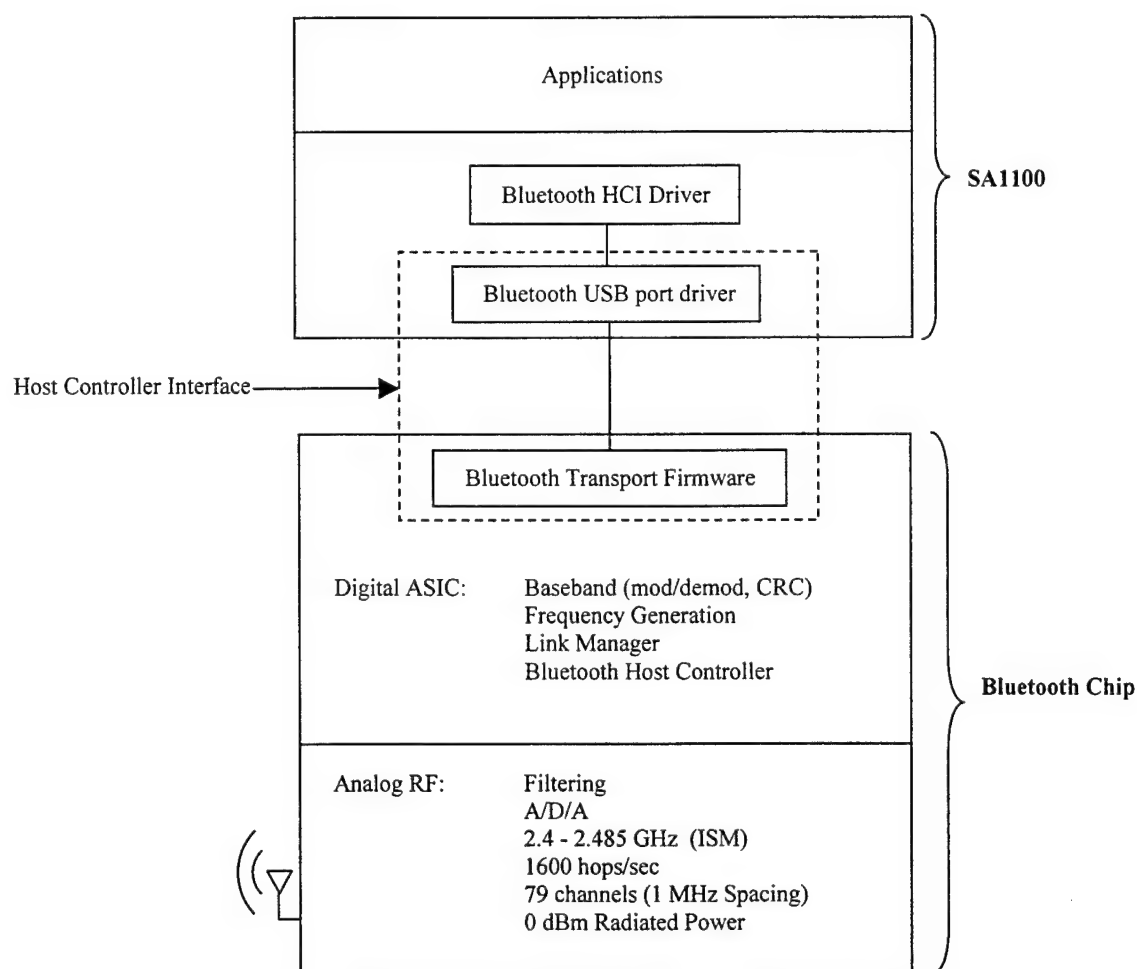 Applications
SA1100
Bluetooth HCI Driver
Bluetooth USB port driver
Host Controller Interface
Bluetooth Transport Firmware
Digital ASIC: Baseband (mod/demod, CRC)
Frequency Generation
Link Manager
Bluetooth Host Controller
Bluetooth Chip
Analog RF: Filtering
A/D/A
2.4 - 2.485 GHz (ISM)
1600 hops/sec
79 channels (1 MHz Spacing)
0 dBm Radiated Power